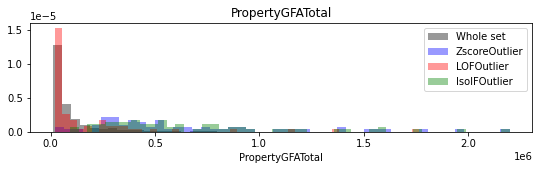 PropertyGFATotal
1e−5
1.5
1.0
0.5
0.0
Whole set
ZscoreOutlier
LOFOutlier
IsolFOutlier
0.0 0.5 1.0 1.5 2.0
PropertyGFATotal
1e6